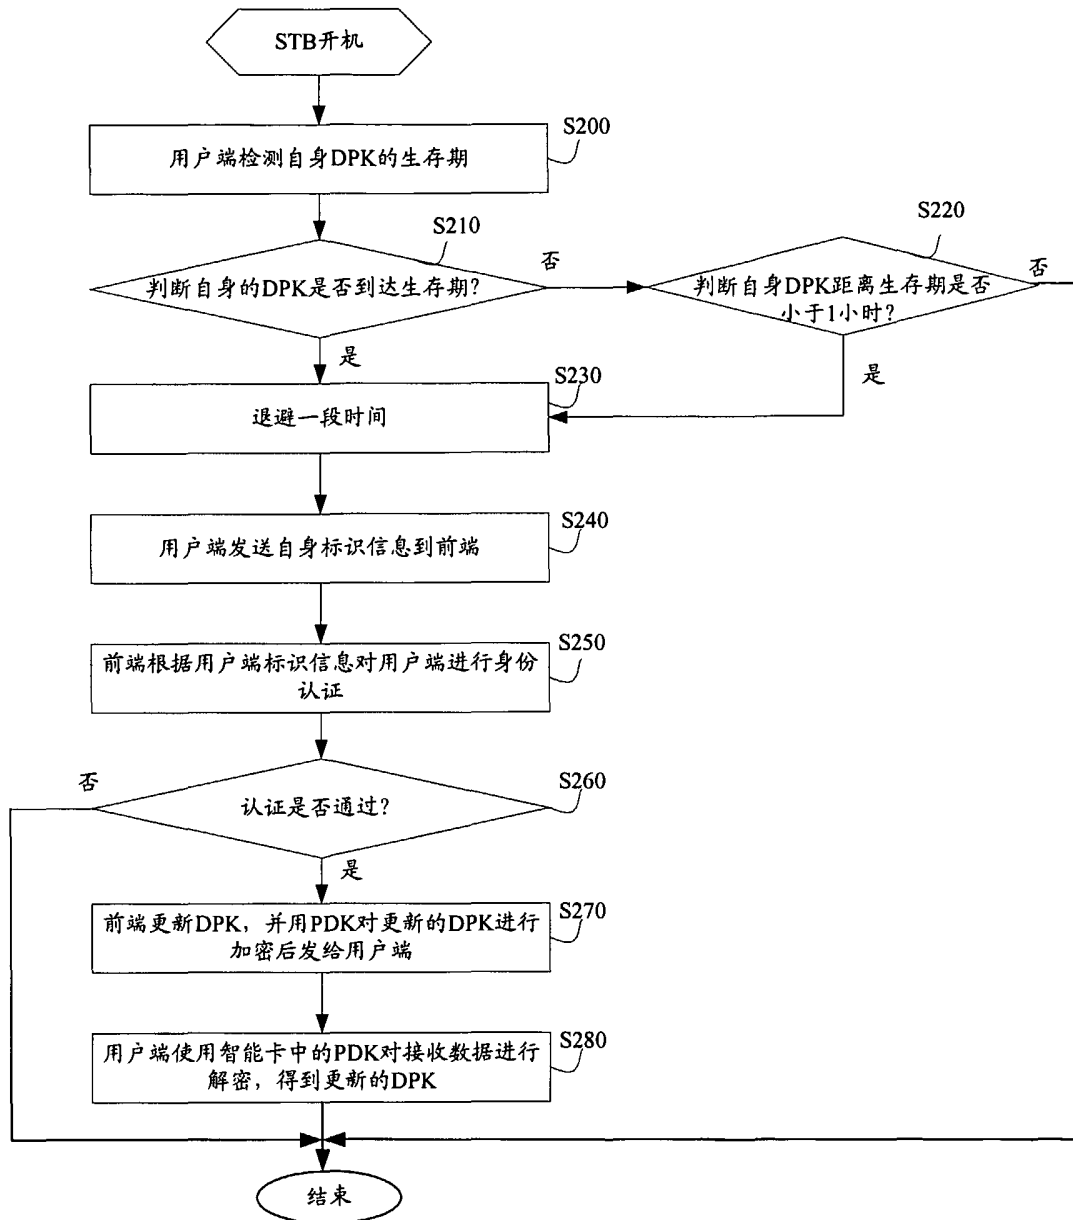 STB开机
S200
用户端检测自身DPK的生存期
S210
判断自身的DPK是否到达生存期?
否
S220
判断自身DPK距离生存期是否
小于1小时?
否
是
是
S230
退避一段时间
S240
用户端发送自身标识信息到前端
S250
前端根据用户端标识信息对用户端进行身份
认证
S260
认证是否通过?
否
是
S270
前端更新DPK，并用PDK对更新的DPK进行
加密后发给用户端
S280
用户端使用智能卡中的PDK对接收数据进行
解密，得到更新的DPK
结束